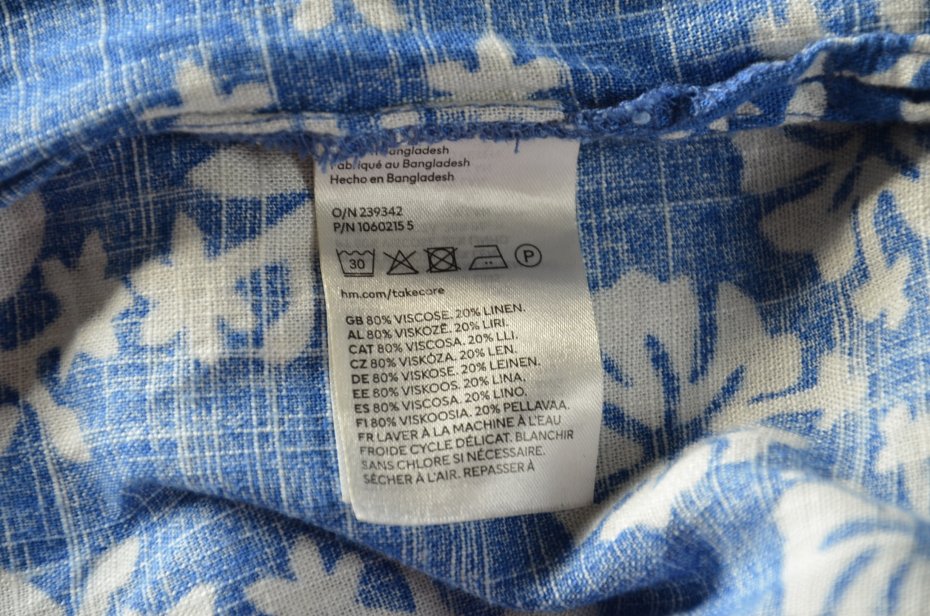 Bangladesh
Fabriqué au Bangladesh
Hecho en Bangladesh
O/N 239342
P/N 1060215 5
30 P
hm.com/takecare
GB 80% VISCOSE. 20% LINEN.
AL 80% VISKOZË. 20% LIRI.
CAT 80% VISCOSA. 20% LLI.
CZ 80% VISKÓZA. 20% LEN.
DE 80% VISKOSE. 20% LEINEN.
EE 80% VISKOOS. 20% LINA.
ES 80% VISCOSA. 20% LINO.
FI 80% VISKOOSIA. 20% PELLAVAA.
FR LAVER À LA MACHINE À L'EAU
FROIDE CYCLE DÉLICAT. BLANCHIR
SANS CHLORE SI NÉCESSAIRE.
SÉCHER À L'AIR. REPASSER À